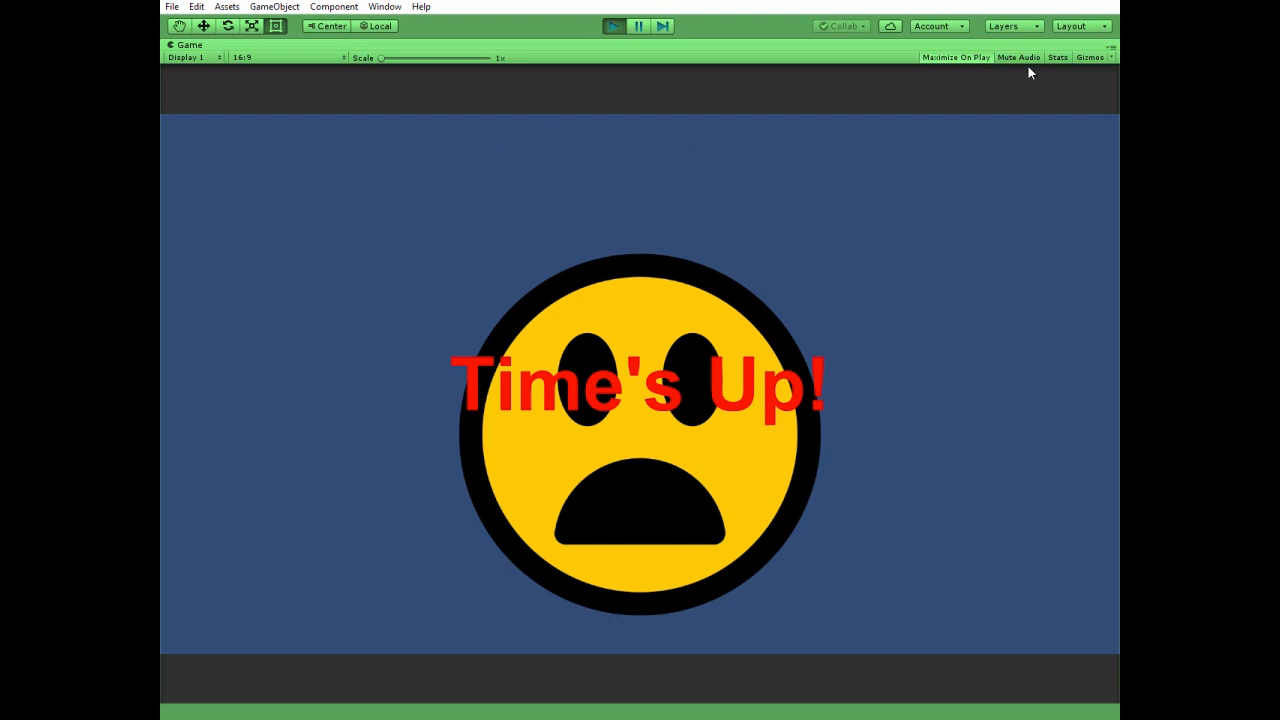 File Edit Assets GameObject Component Window Help
Center Local Collab Account Layers Layout
Game
Display 1 16:9 Scale 1x Maximize On Play Mute Audio Stats Gizmos
Time's Up!